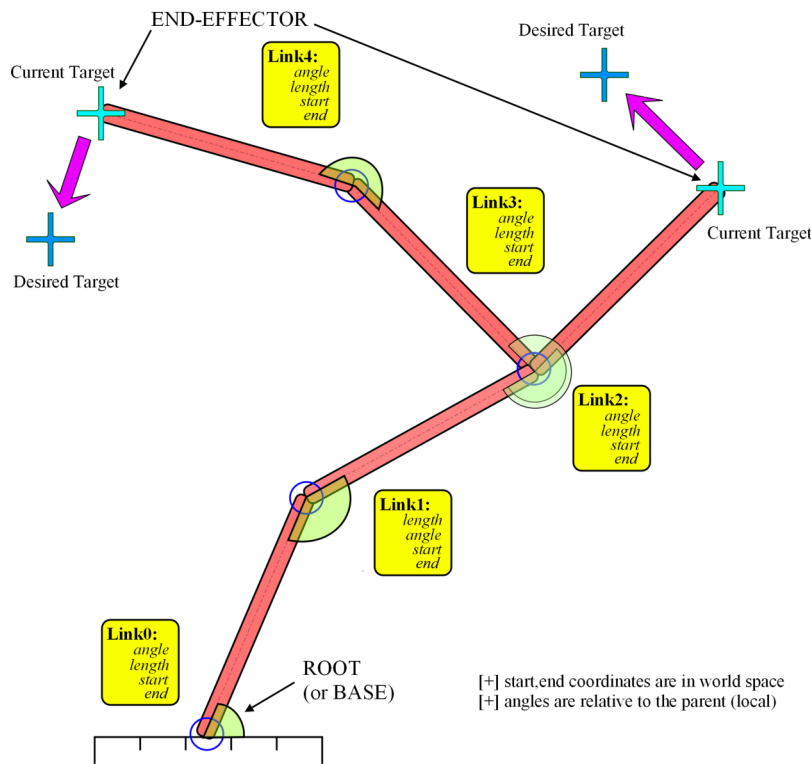 END-EFFECTOR
Desired Target
Current Target
Link4:
angle
length
start
end
Link3:
angle
length
start
end
Current Target
Desired Target
Link2:
angle
length
start
end
Link1:
length
angle
start
end
Link0:
angle
length
start
end
ROOT
(or BASE)
[+] start,end coordinates are in world space
[+] angles are relative to the parent (local)